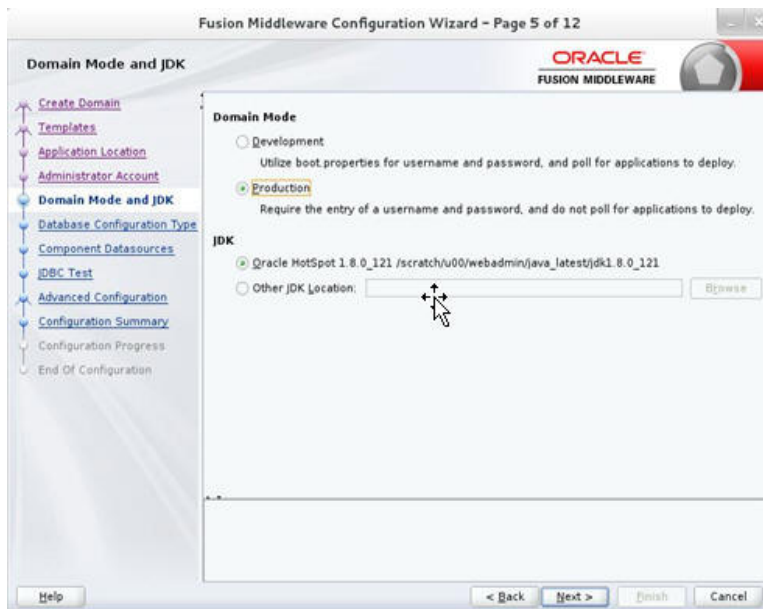 Fusion Middleware Configuration Wizard - Page 5 of 12
Domain Mode and JDK
ORACLE
FUSION MIDDLEWARE
Create Domain
Templates
Application Location
Administrator Account
Domain Mode and JDK
Database Configuration Type
Component Datasources
JDBC Test
Advanced Configuration
Configuration Summary
Configuration Progress
End Of Configuration
Domain Mode
Development
Utilize boot.properties for username and password, and poll for applications to deploy.
Production
Require the entry of a username and password, and do not poll for applications to deploy.
JDK
Oracle HotSpot 1.8.0_121 /scratch/u00/webadmin/java_latest/jdk1.8.0_121
Other JDK Location:
Browse
Help
< Back
Next >
Finish
Cancel